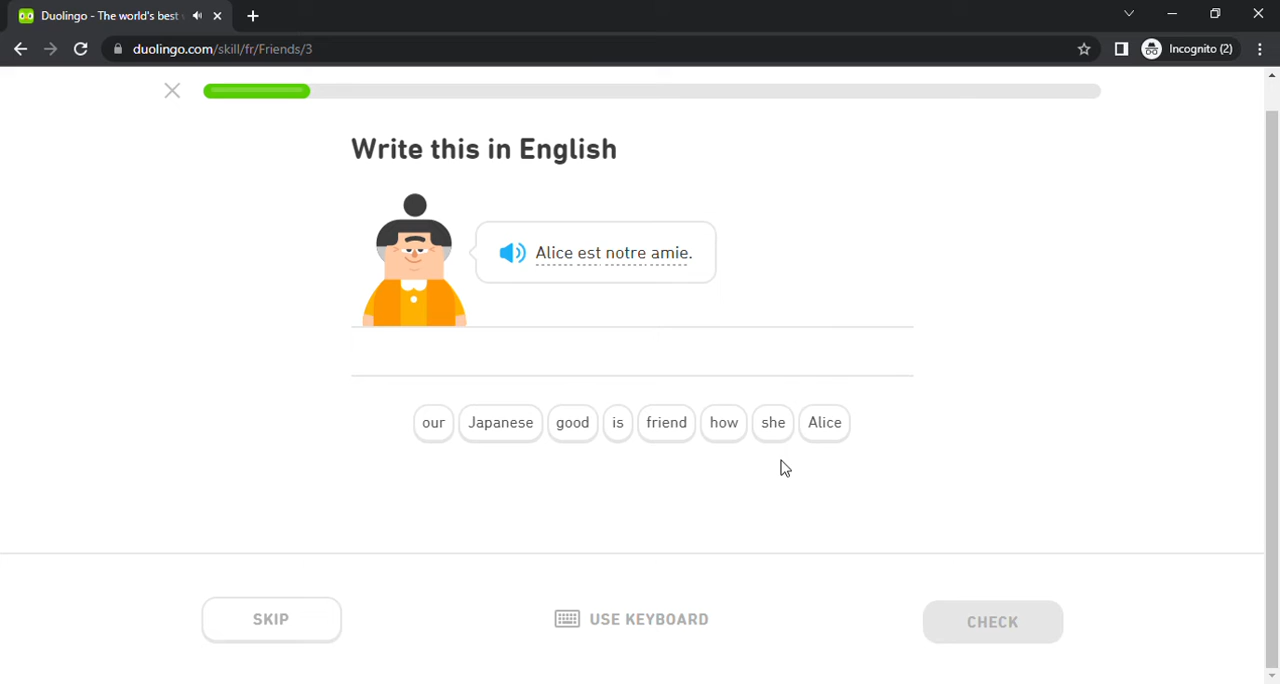 Duolingo - The world's best
duolingo.com/skill/fr/Friends/3
Incognito (2)
Write this in English
Alice est notre amie.
our Japanese good is friend how she Alice
SKIP
USE KEYBOARD
CHECK